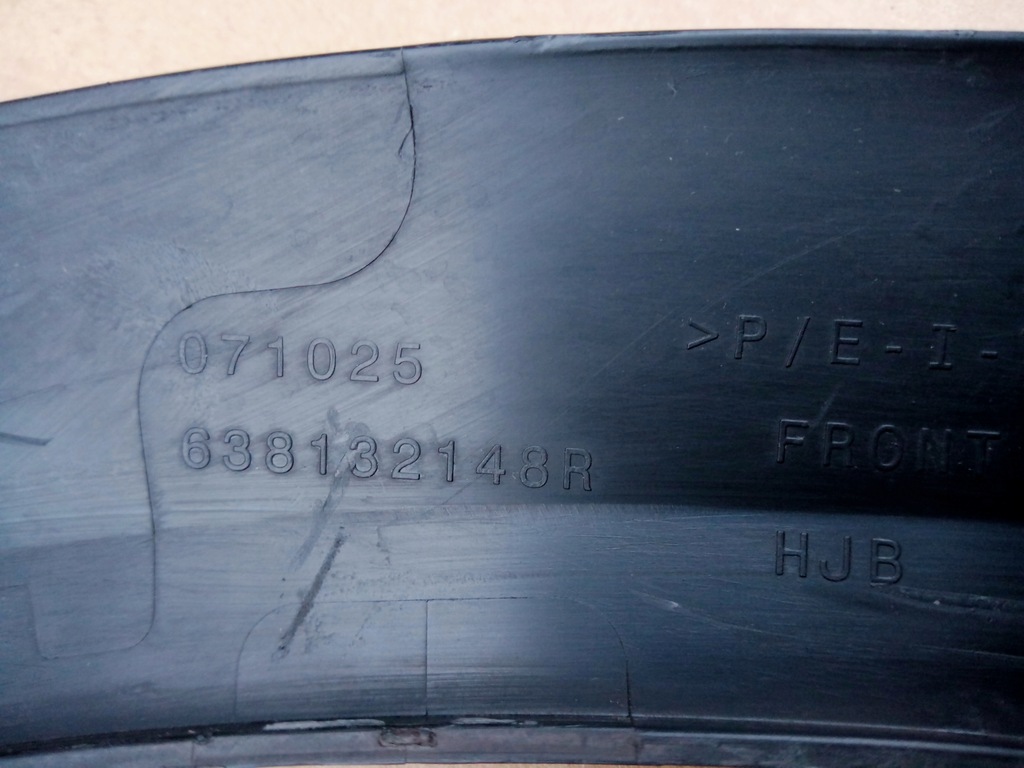 071025
638132148R
>P/E-I-
FRONT
HJB